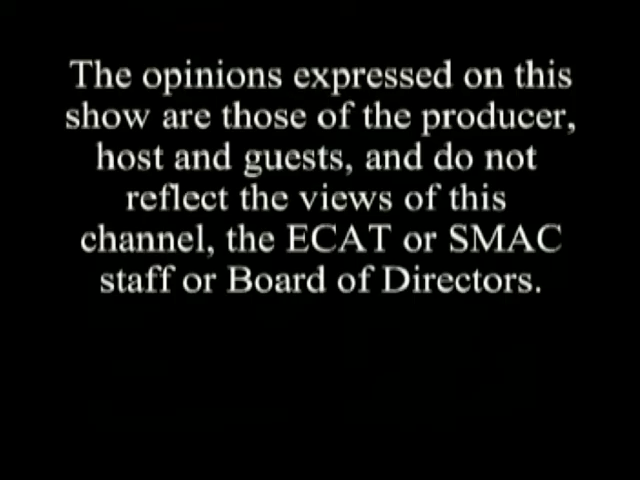 The opinions expressed on this
show are those of the producer,
host and guests, and do not
reflect the views of this
channel, the ECAT or SMAC
staff or Board of Directors.